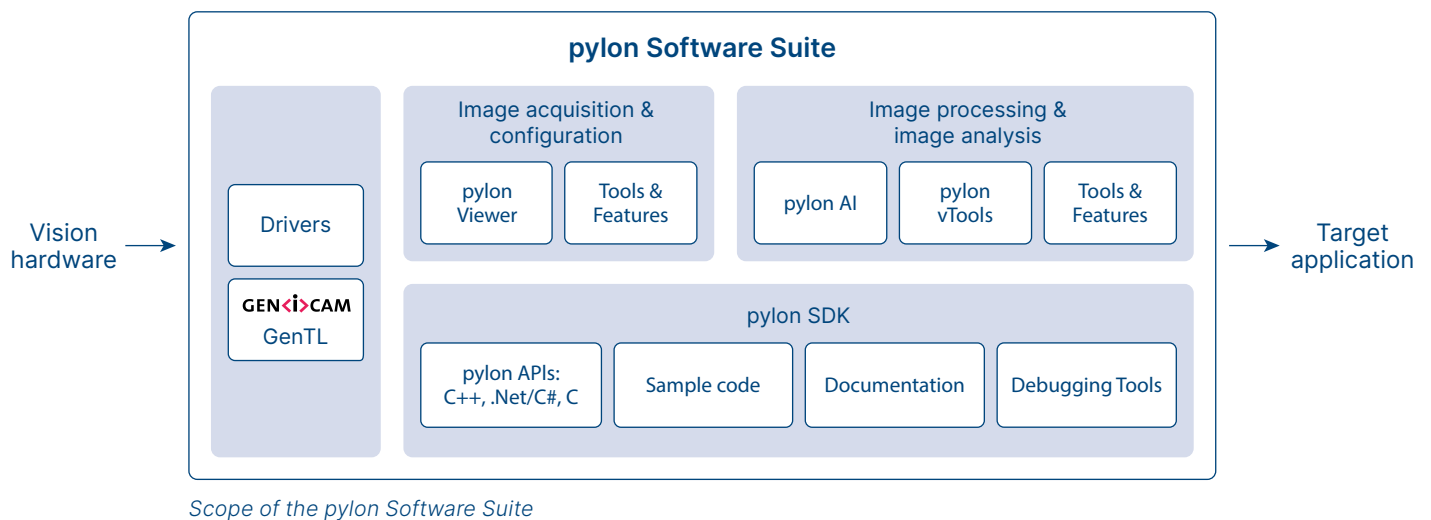 pylon Software Suite
Vision
hardware
Drivers
GEN<i>CAM
GenTL
Image acquisition &
configuration
pylon
Viewer
Tools &
Features
Image processing &
image analysis
pylon AI
pylon
vTools
Tools &
Features
pylon SDK
pylon APIs:
C++, .Net/C#, C
Sample code
Documentation
Debugging Tools
Target
application
Scope of the pylon Software Suite